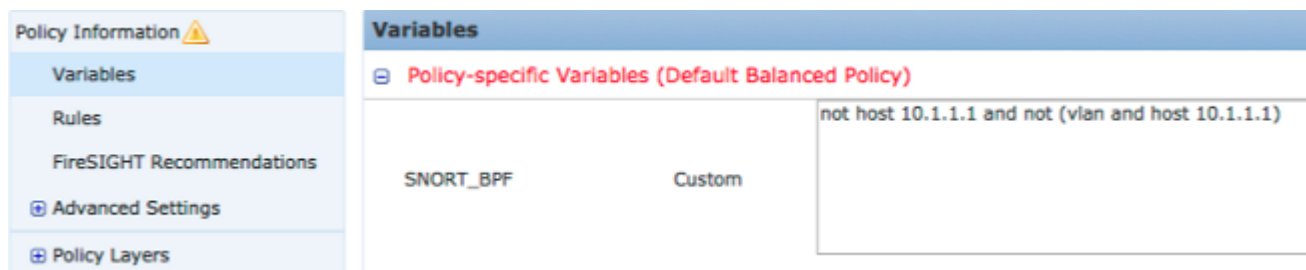 Policy Information
Variables
Rules
FireSIGHT Recommendations
Advanced Settings
Policy Layers
Variables
Policy-specific Variables (Default Balanced Policy)
SNORT_BPF Custom
not host 10.1.1.1 and not (vlan and host 10.1.1.1)